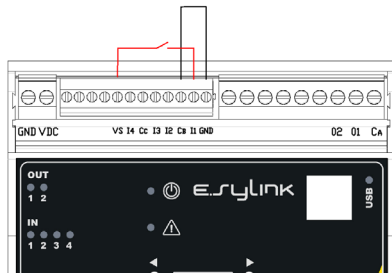 GND VDC VS I4 Cc I3 I2 CB I1 GND 02 01 CA
OUT
1 2
E.sylink
USB
IN
1 2 3 4